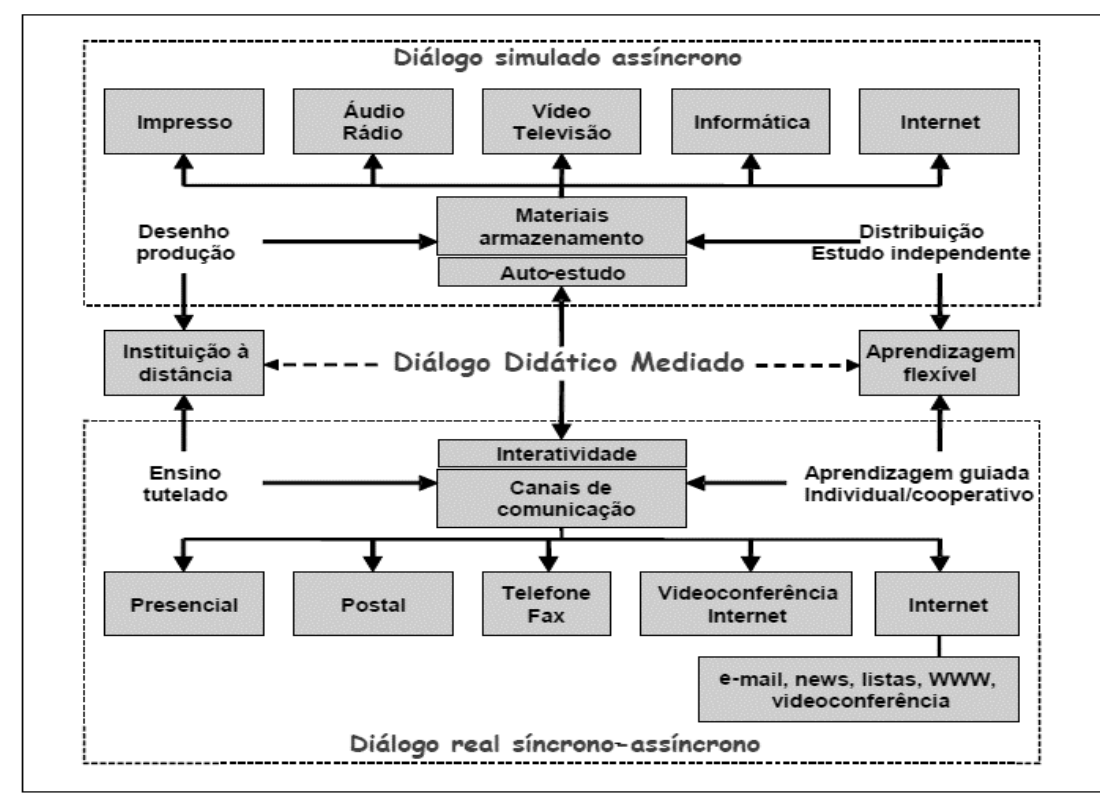 Diálogo simulado assíncrono
Impresso
Áudio
Rádio
Vídeo
Televisão
Informática
Internet
Materiais
armazenamento
Auto-estudo
Desenho
produção
Distribuição
Estudo independente
Instituição à
distância
Diálogo Didático Mediado
Aprendizagem
flexível
Interatividade
Canais de
comunicação
Ensino
tutelado
Aprendizagem guiada
Individual/cooperativo
Presencial
Postal
Telefone
Fax
Videoconferência
Internet
Internet
e-mail, news, listas, WWW,
videoconferência
Diálogo real síncrono-assíncrono